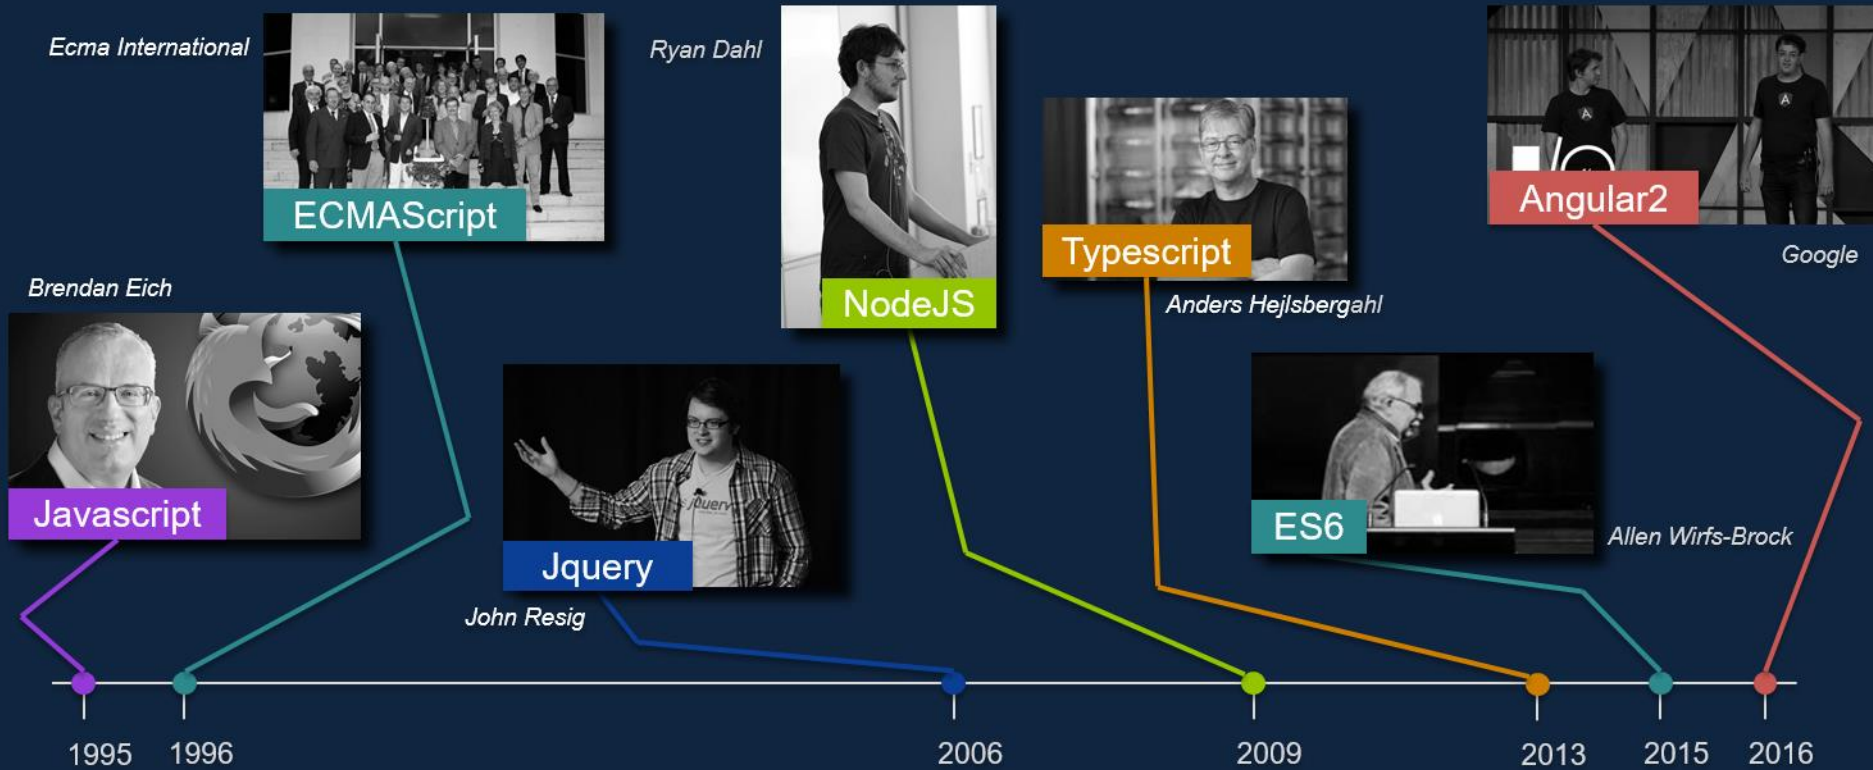 Ecma International
ECMAScript
Ryan Dahl
NodeJS
Typescript
Anders Hejlsbergahl
Angular2
Google
Brendan Eich
Javascript
jquery
Jquery
John Resig
ES6
Allen Wirfs-Brock
1995
1996
2006
2009
2013
2015
2016